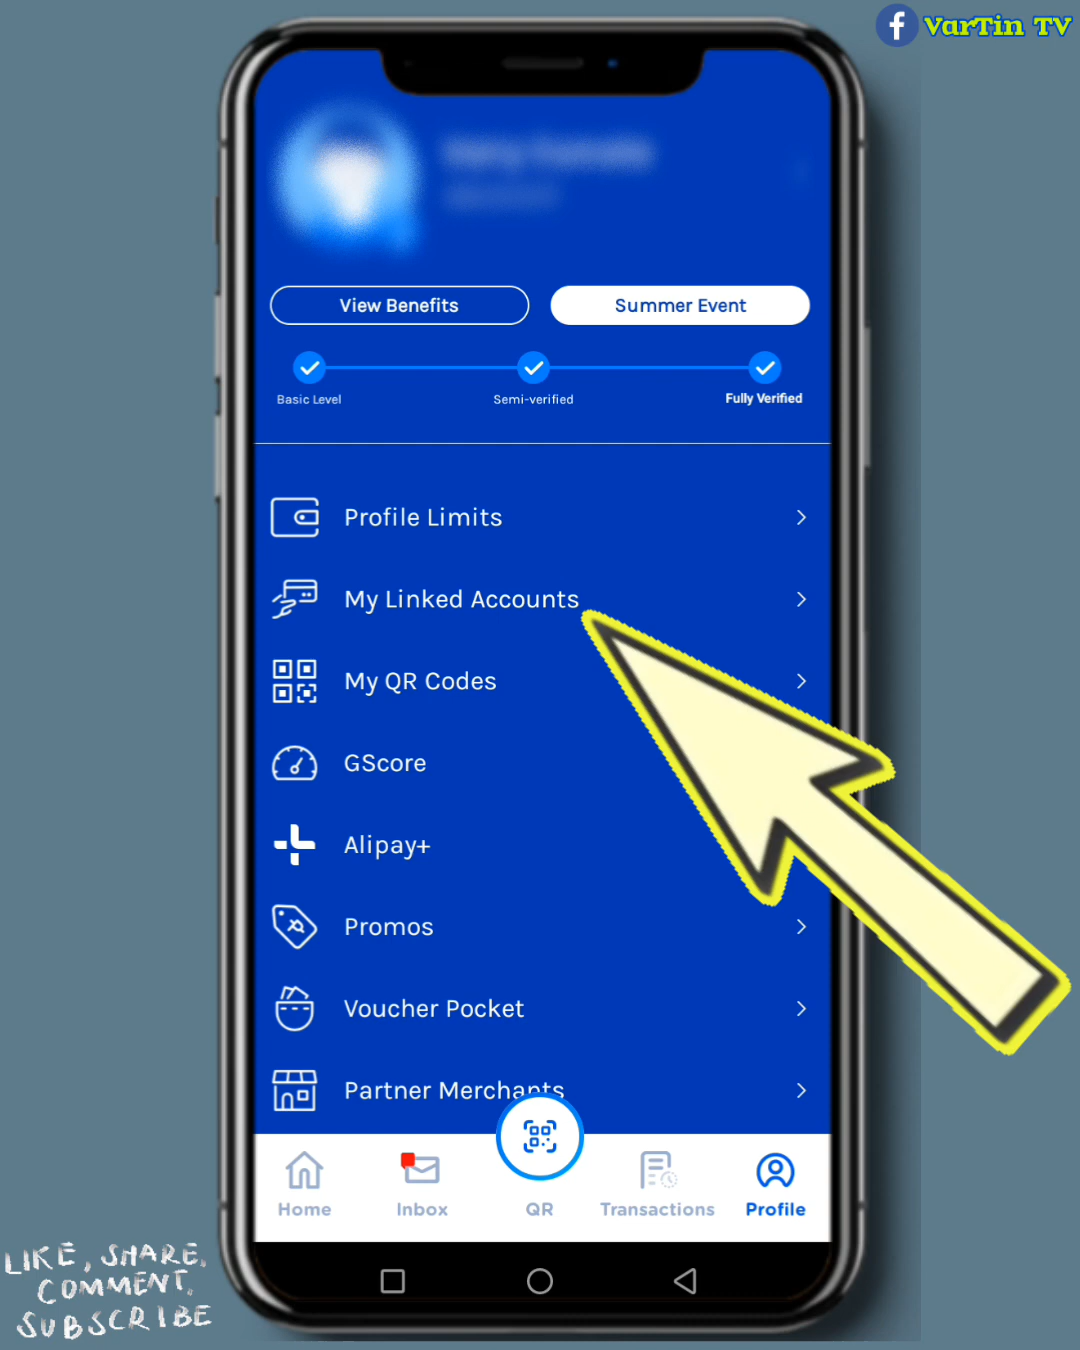 VarTin TV
View Benefits
Summer Event
Basic Level
Semi-verified
Fully Verified
Profile Limits
My Linked Accounts
My QR Codes
GScore
Alipay+
Promos
Voucher Pocket
Partner Merchants
Home
Inbox
QR
Transactions
Profile
LIKE, SHARE,
COMMENT,
SUBSCRIBE